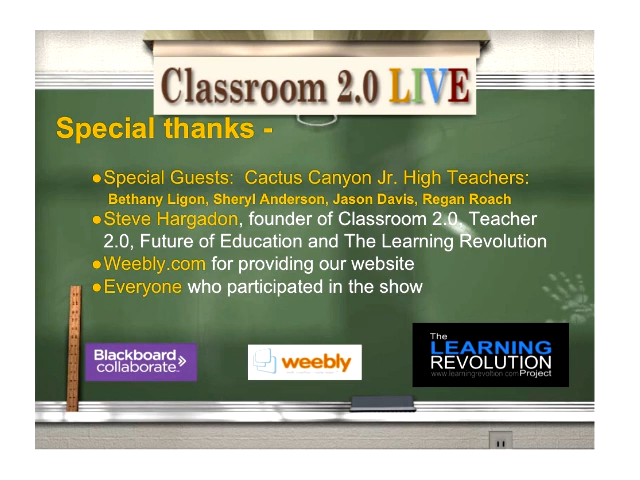 Classroom 2.0 LIVE
Special thanks -
●Special Guests: Cactus Canyon Jr. High Teachers:
Bethany Ligon, Sheryl Anderson, Jason Davis, Regan Roach
●Steve Hargadon, founder of Classroom 2.0, Teacher
2.0, Future of Education and The Learning Revolution
●Weebly.com for providing our website
●Everyone who participated in the show
Blackboard
collaborate
weebly
The
LEARNING
REVOLUTION
www.learningrevoltion.com Project